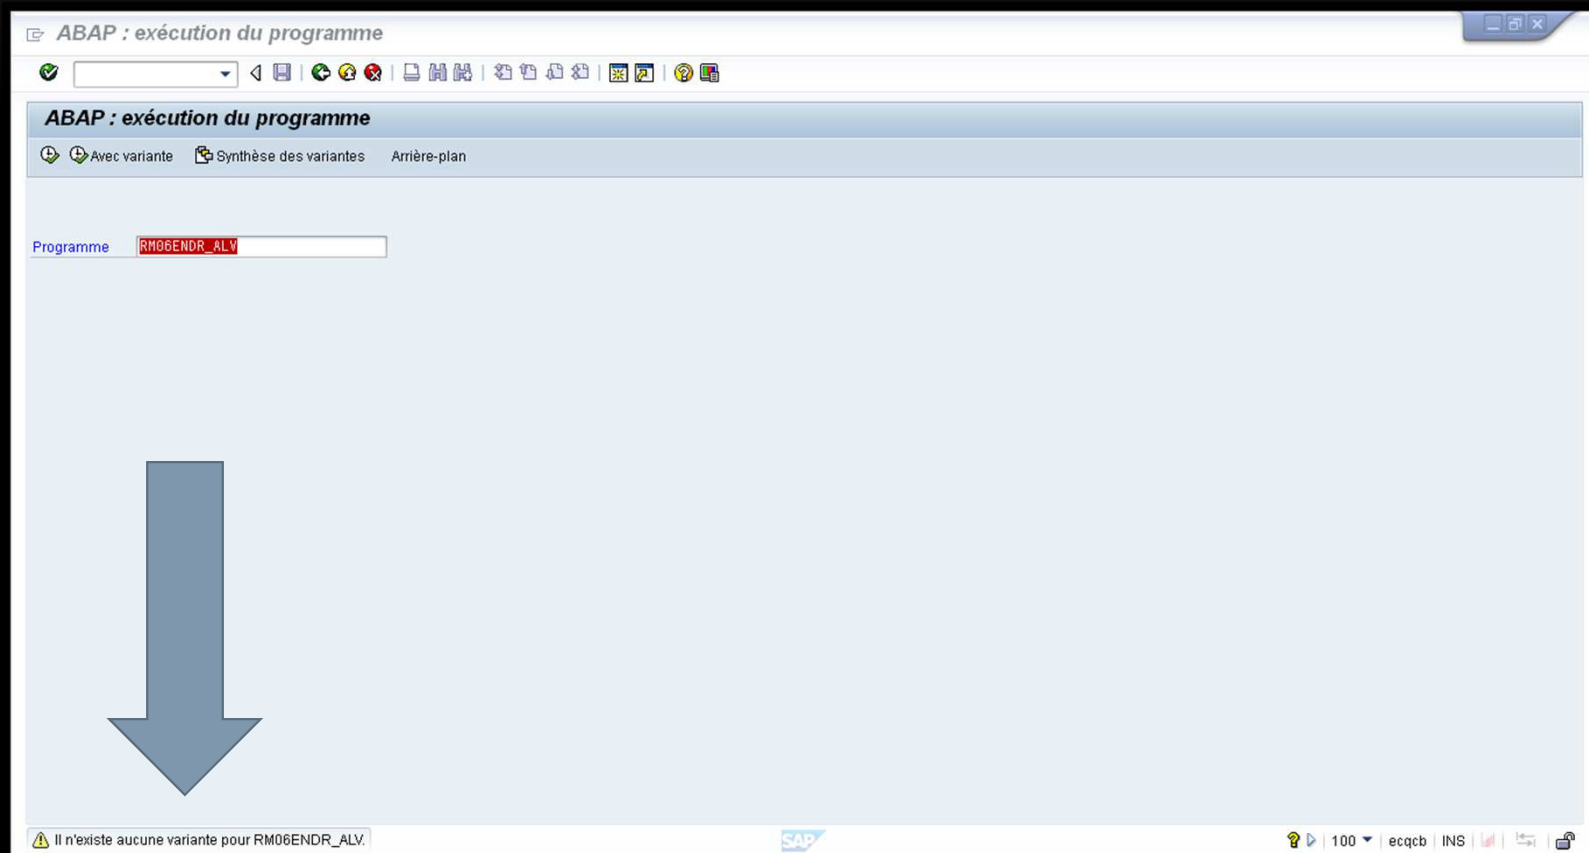 ABAP : exécution du programme
ABAP : exécution du programme
Avec variante Synthèse des variantes Arrière-plan
Programme RM06ENDR_ALV
Il n'existe aucune variante pour RM06ENDR_ALV.
SAP
100 ecqcb INS